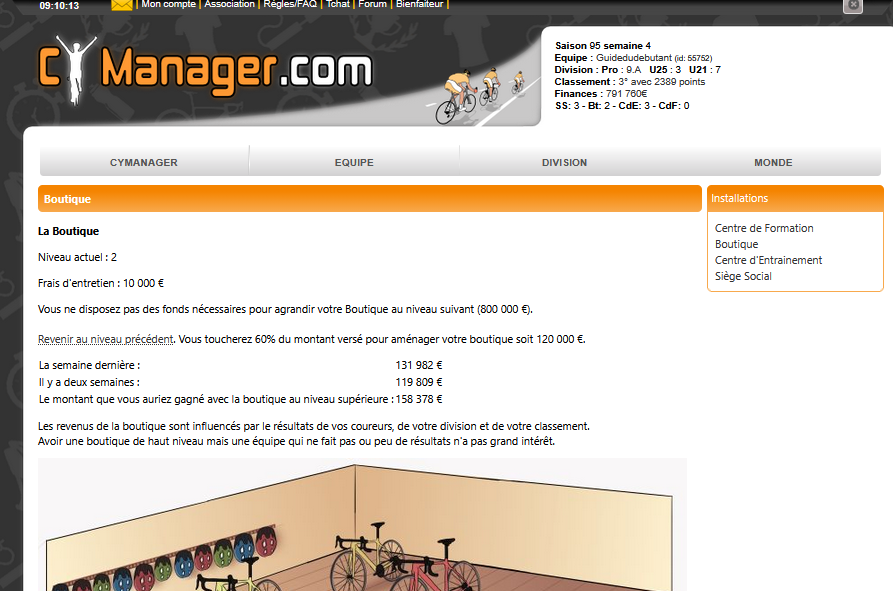 09:10:13 | Mon compte | Association | Règles/FAQ | Tchat | Forum | Bienfaiteur |
CYManager.com
Saison 95 semaine 4
Equipe : Guidedudebutant (id: 55752)
Division : Pro : 9.A U25 : 3 U21 : 7
Classement : 3° avec 2389 points
Finances : 791 760€
SS: 3 - Bt: 2 - CdE: 3 - CdF: 0
CYMANAGER EQUIPE DIVISION MONDE
Boutique
La Boutique
Niveau actuel : 2
Frais d'entretien : 10 000 €
Vous ne disposez pas des fonds nécessaires pour agrandir votre Boutique au niveau suivant (800 000 €).
Revenir au niveau précédent. Vous toucherez 60% du montant versé pour aménager votre boutique soit 120 000 €.
La semaine dernière : 131 982 €
Il y a deux semaines : 119 809 €
Le montant que vous auriez gagné avec la boutique au niveau supérieure : 158 378 €
Les revenus de la boutique sont influencés par le résultats de vos coureurs, de votre division et de votre classement.
Avoir une boutique de haut niveau mais une équipe qui ne fait pas ou peu de résultats n'a pas grand intérêt.
Installations
Centre de Formation
Boutique
Centre d'Entrainement
Siège Social